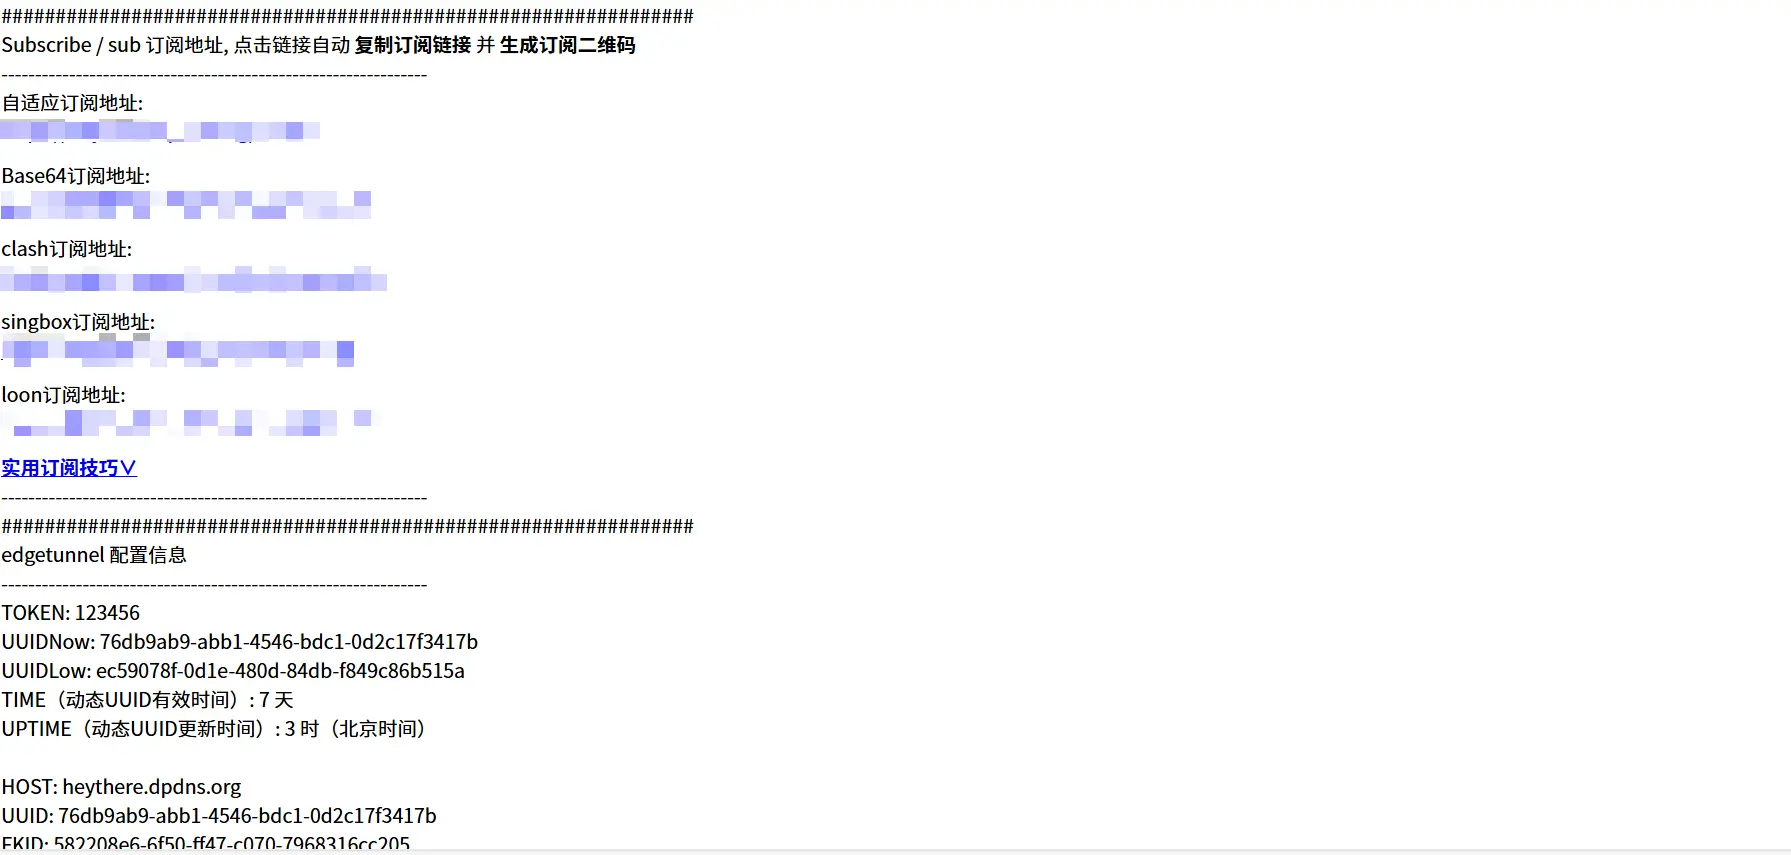 ################################################################
Subscribe / sub 订阅地址, 点击链接自动 复制订阅链接 并 生成订阅二维码
---------------------------------------------------------------
自适应订阅地址:
Base64订阅地址:
clash订阅地址:
singbox订阅地址:
loon订阅地址:
实用订阅技巧∨
---------------------------------------------------------------
################################################################
edgetunnel 配置信息
---------------------------------------------------------------
TOKEN: 123456
UUIDNow: 76db9ab9-abb1-4546-bdc1-0d2c17f3417b
UUIDLow: ec59078f-0d1e-480d-84db-f849c86b515a
TIME（动态UUID有效时间）: 7 天
UPTIME（动态UUID更新时间）: 3 时（北京时间）
HOST: heythere.dpdns.org
UUID: 76db9ab9-abb1-4546-bdc1-0d2c17f3417b
FKID: 582208e6-6f50-ff47-c070-7968316cc205